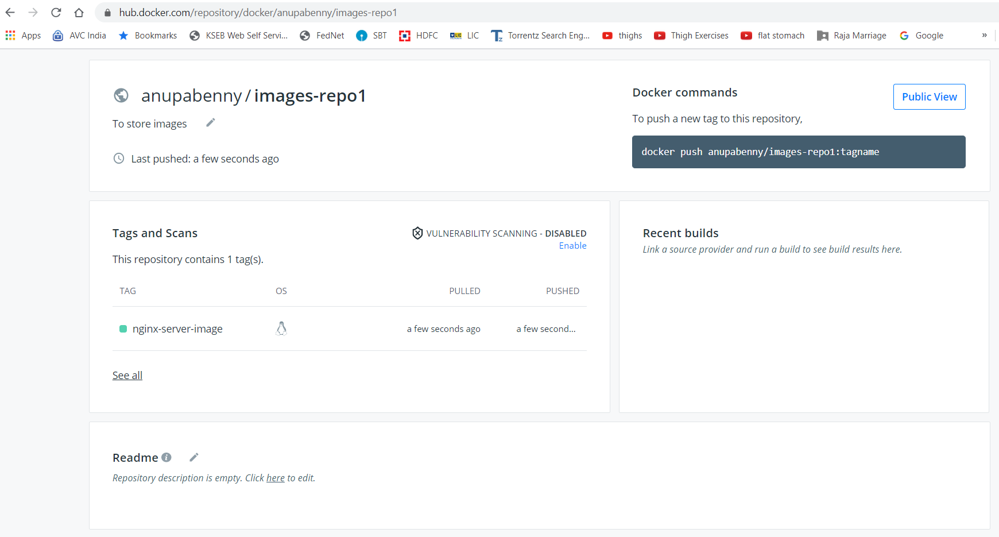 hub.docker.com/repository/docker/anupabenny/images-repo1
Apps AVC India Bookmarks KSEB Web Self Servi... FedNet SBT HDFC LIC Torrentz Search Eng... thighs Thigh Exercises flat stomach Raja Marriage Google »
anupabenny / images-repo1
To store images
Last pushed: a few seconds ago
Docker commands
Public View
To push a new tag to this repository,
docker push anupabenny/images-repo1:tagname
Tags and Scans
VULNERABILITY SCANNING - DISABLED
Enable
This repository contains 1 tag(s).
TAG OS PULLED PUSHED
nginx-server-image a few seconds ago a few second...
See all
Recent builds
Link a source provider and run a build to see build results here.
Readme
Repository description is empty. Click here to edit.